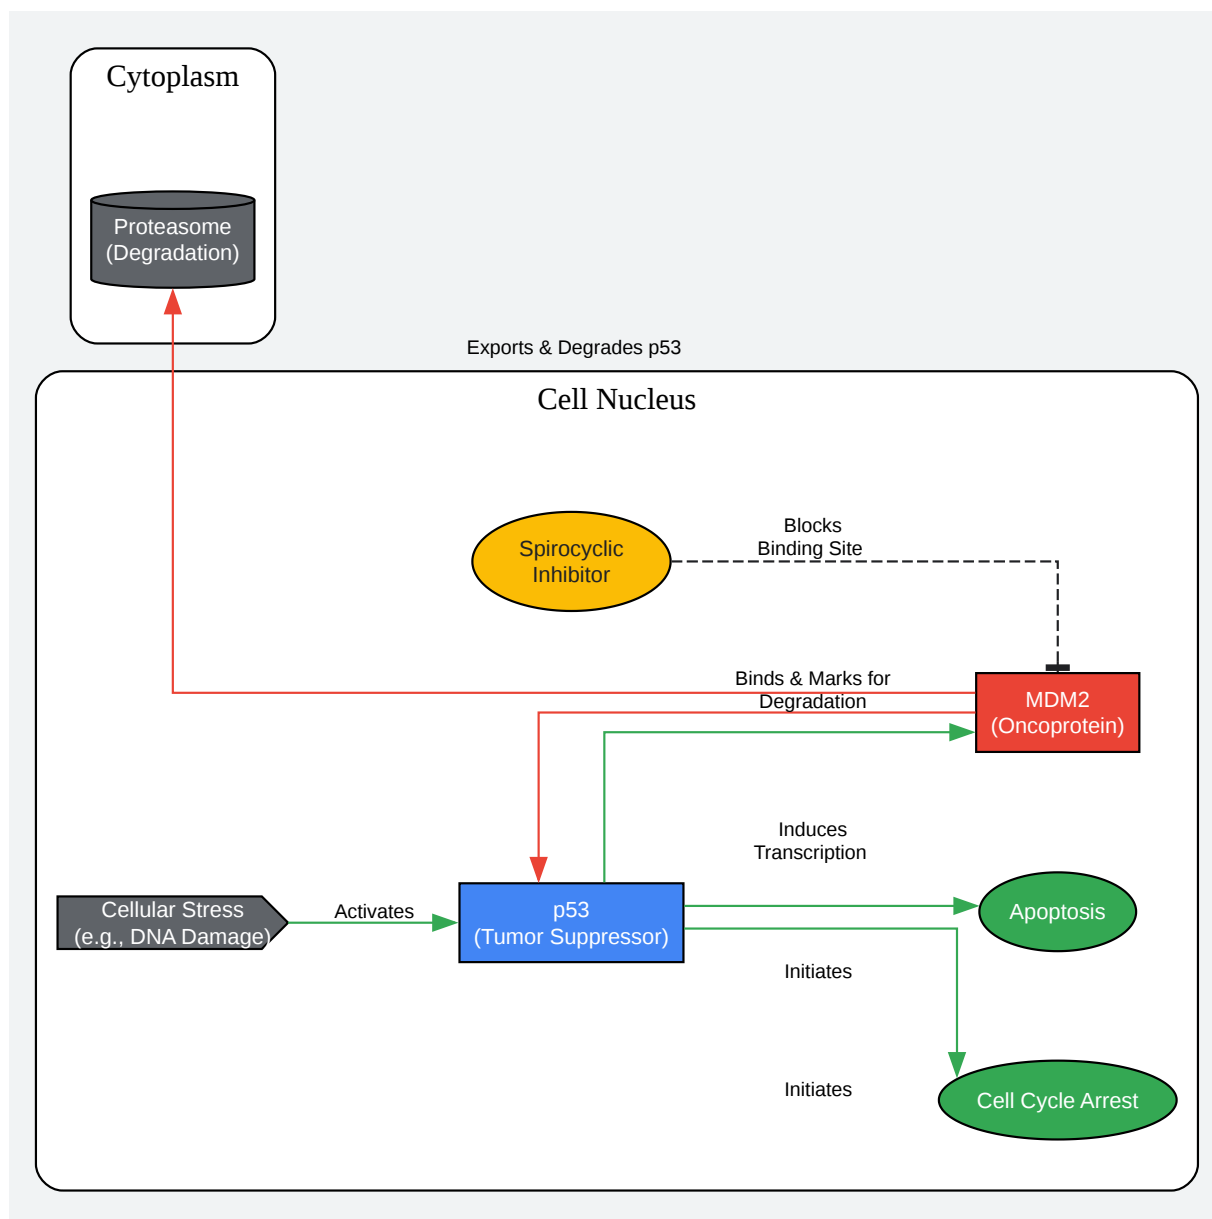 Cytoplasm
Proteasome
(Degradation)
Exports & Degrades p53
Cell Nucleus
Spirocyclic
Inhibitor
Blocks
Binding Site
Binds & Marks for
Degradation
MDM2
(Oncoprotein)
Induces
Transcription
Cellular Stress
(e.g., DNA Damage)
Activates
p53
(Tumor Suppressor)
Apoptosis
Initiates
Initiates
Cell Cycle Arrest